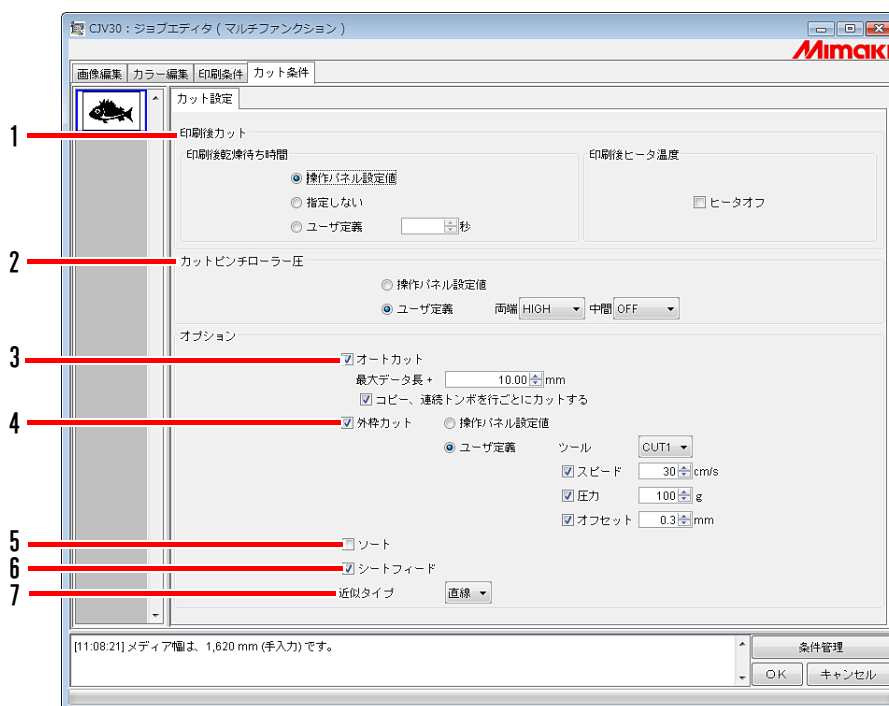 CJV30：ジョブエディタ ( マルチファンクション )
Mimaki
画像編集 カラー編集 印刷条件 カット条件
カット設定
1 印刷後カット
印刷後乾燥待ち時間 印刷後ヒータ温度
操作パネル設定値
指定しない ヒータオフ
ユーザ定義 秒
2 カットピンチローラー圧
操作パネル設定値
ユーザ定義 両端 HIGH 中間 OFF
オプション
3 オートカット
最大データ長 + 10.00 mm
コピー、連続トンボを行ごとにカットする
4 外枠カット 操作パネル設定値
ユーザ定義 ツール CUT1
スピード 30 cm/s
圧力 100 g
オフセット 0.3 mm
5 ソート
6 シートフィード
7 近似タイプ 直線
[11:08:21] メディア幅は、1,620 mm (手入力) です。
条件管理
OK キャンセル